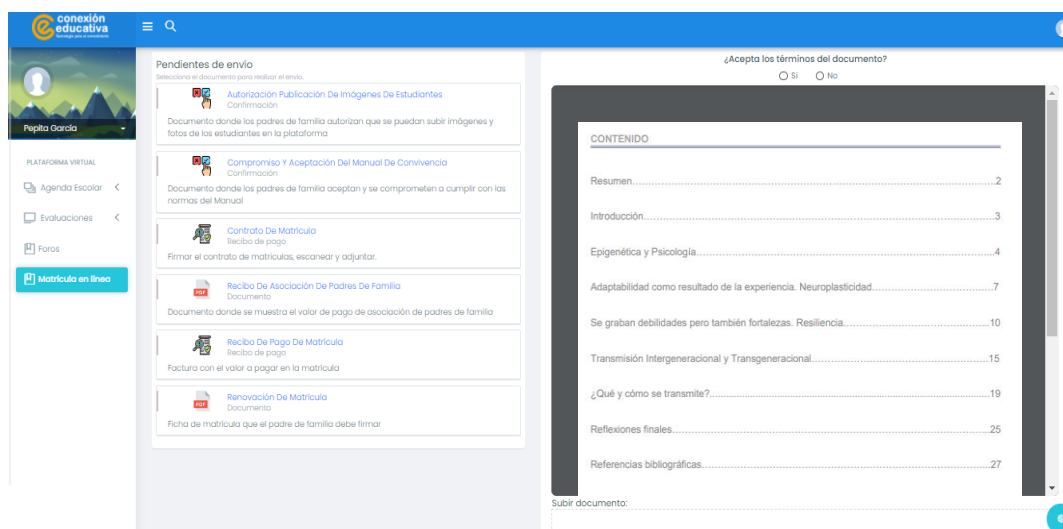 conexión
educativa
Pepita García
PLATAFORMA VIRTUAL
Agenda Escolar
Evaluaciones
Foros
Matrícula en línea
Pendientes de envío
Selecciona el documento para realizar el envío.
Autorización Publicación De Imágenes De Estudiantes
Confirmación
Documento donde los padres de familia autorizan que se puedan subir imágenes y
fotos de los estudiantes en la plataforma
Compromiso Y Aceptación Del Manual De Convivencia
Confirmación
Documento donde los padres de familia aceptan y se comprometen a cumplir con las
normas del Manual
Contrato De Matrícula
Recibo de pago
Firmar el contrato de matrículas, escanear y adjuntar.
PDF
Recibo De Asociación De Padres De Familia
Documento
Documento donde se muestra el valor de pago de asociación de padres de familia
Recibo De Pago De Matrícula
Recibo de pago
Factura con el valor a pagar en la matrícula
PDF
Renovación De Matrícula
Documento
Ficha de matrícula que el padre de familia debe firmar
¿Acepta los términos del documento?
Si No
CONTENIDO
Resumen.....2
Introducción.....3
Epigenética y Psicología.....4
Adaptabilidad como resultado de la experiencia. Neuroplasticidad.....7
Se graban debilidades pero también fortalezas. Resiliencia.....10
Transmisión Intergeneracional y Transgeneracional.....15
¿Qué y cómo se transmite?.....19
Reflexiones finales.....25
Referencias bibliográficas.....27
Subir documento: